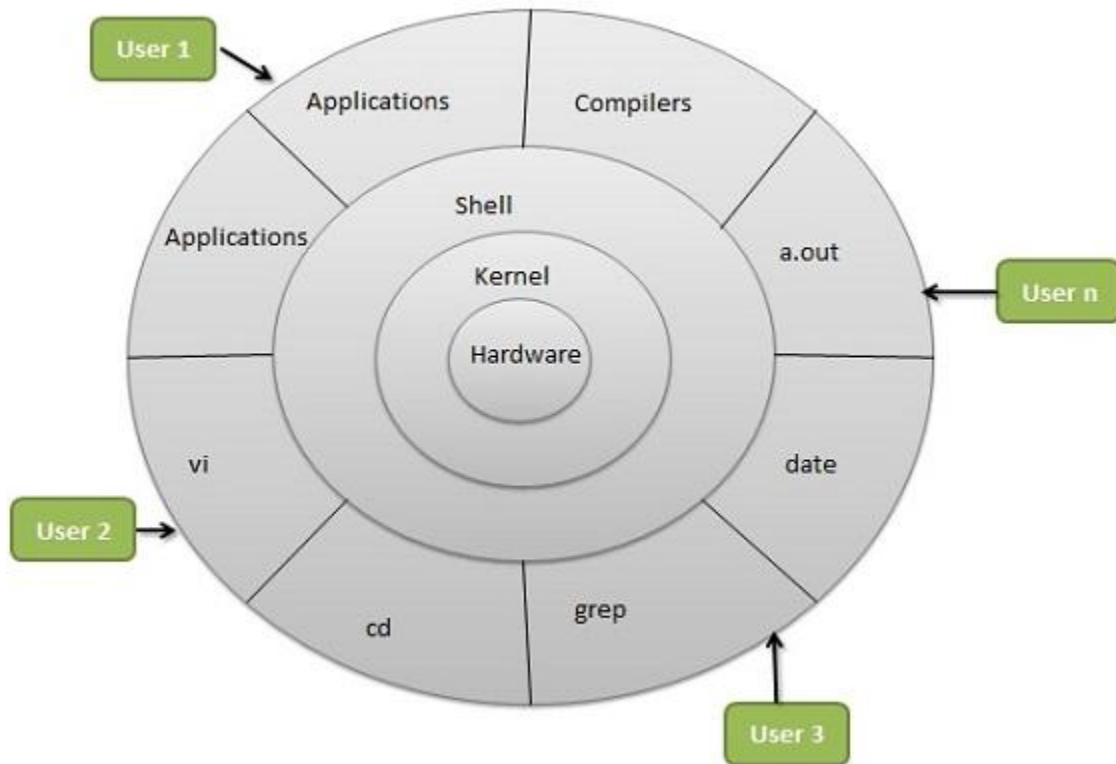 User 1
Applications
Compilers
Shell
Applications
a.out
Kernel
User n
Hardware
vi
date
User 2
grep
cd
User 3